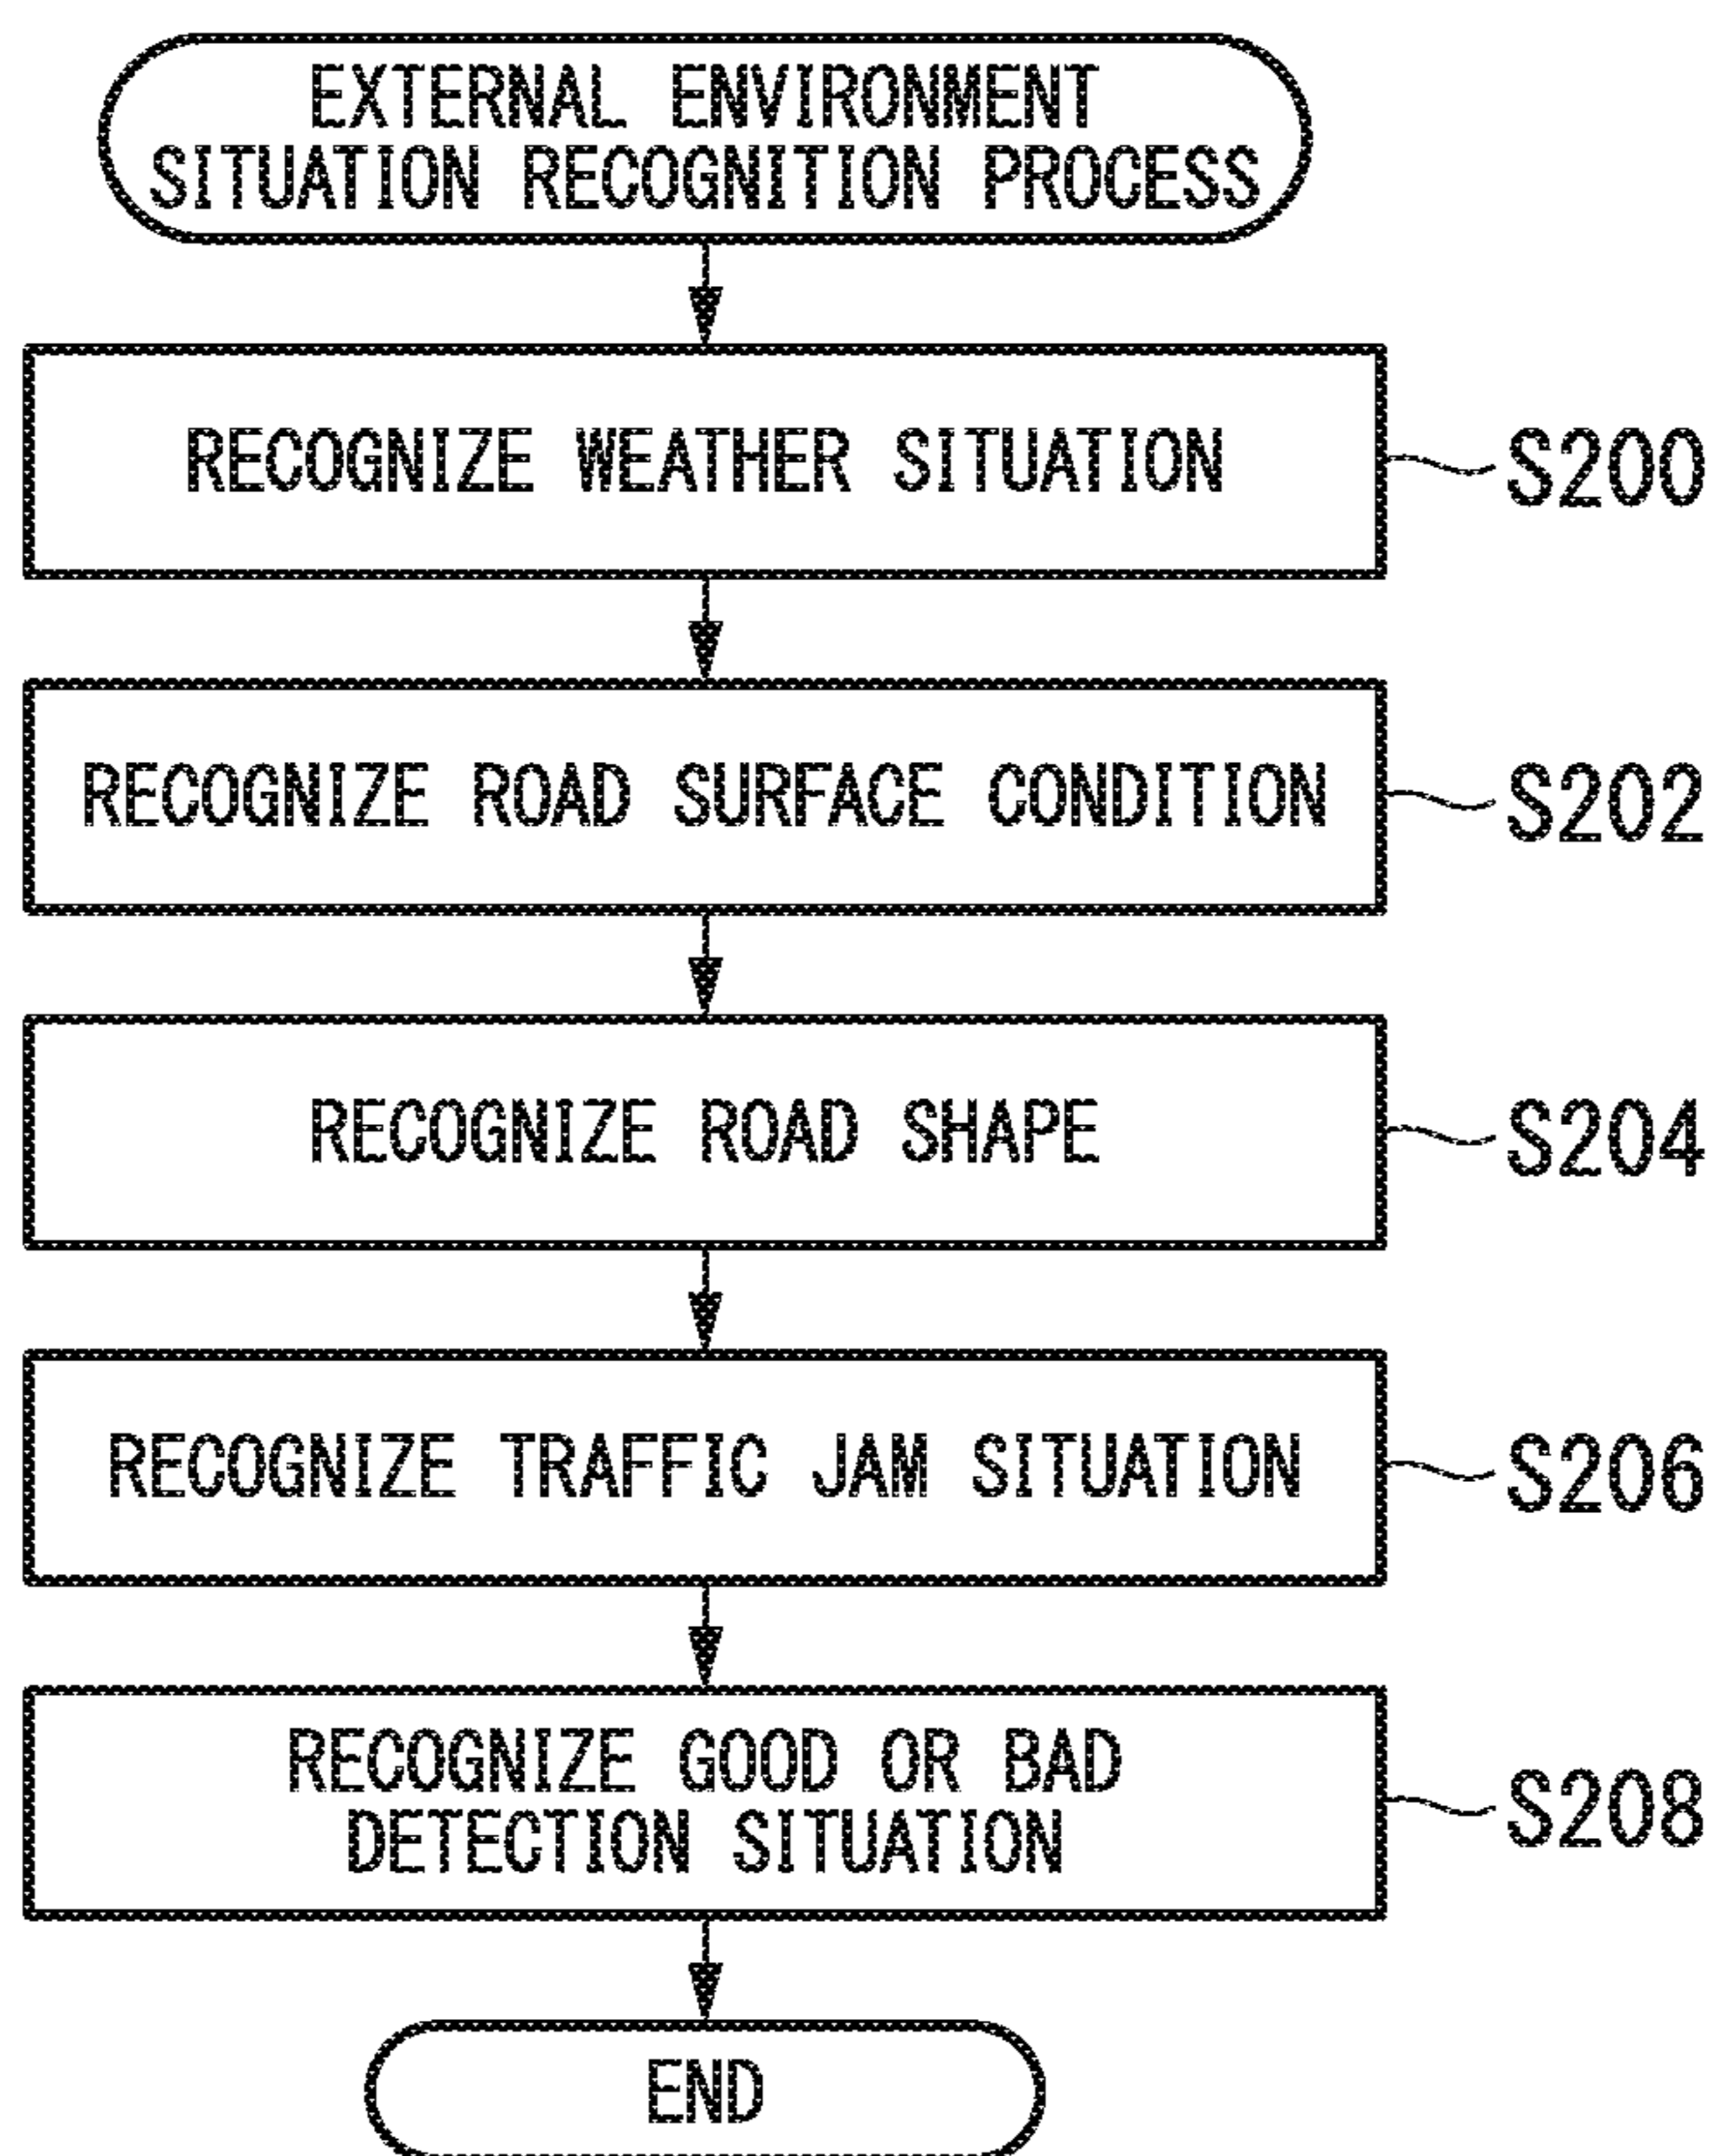 EXTERNAL ENVIRONMENT
SITUATION RECOGNITION PROCESS
RECOGNIZE WEATHER SITUATION
S200
RECOGNIZE ROAD SURFACE CONDITION
S202
RECOGNIZE ROAD SHAPE
S204
RECOGNIZE TRAFFIC JAM SITUATION
S206
RECOGNIZE GOOD OR BAD
DETECTION SITUATION
S208
END